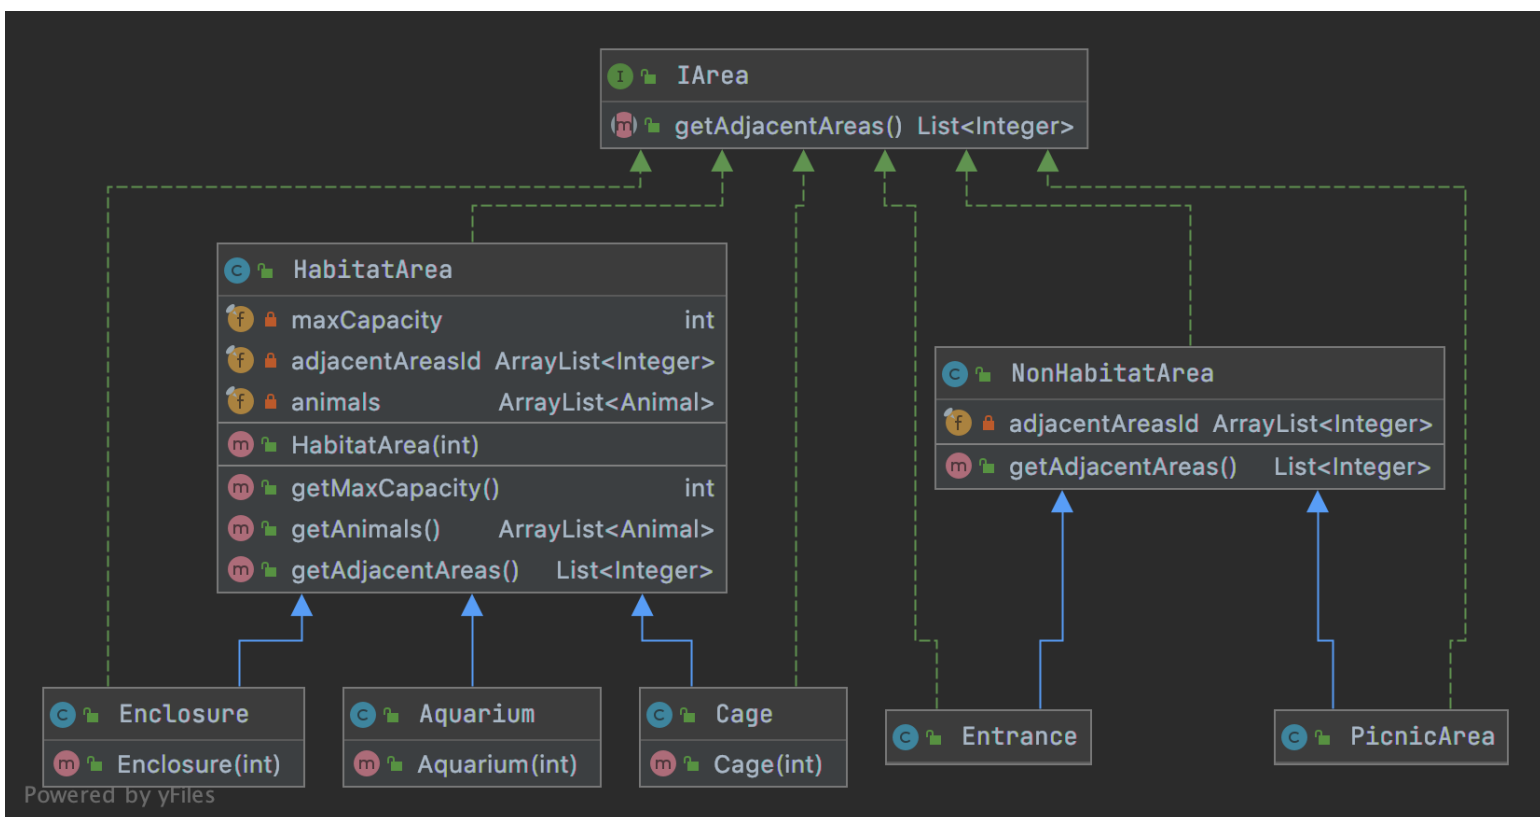 I IArea
m getAdjacentAreas() List<Integer>
C HabitatArea
f maxCapacity int
f adjacentAreasId ArrayList<Integer>
f animals ArrayList<Animal>
m HabitatArea(int)
m getMaxCapacity() int
m getAnimals() ArrayList<Animal>
m getAdjacentAreas() List<Integer>
C NonHabitatArea
f adjacentAreasId ArrayList<Integer>
m getAdjacentAreas() List<Integer>
C Enclosure
m Enclosure(int)
C Aquarium
m Aquarium(int)
C Cage
m Cage(int)
C Entrance
C PicnicArea
Powered by yFiles